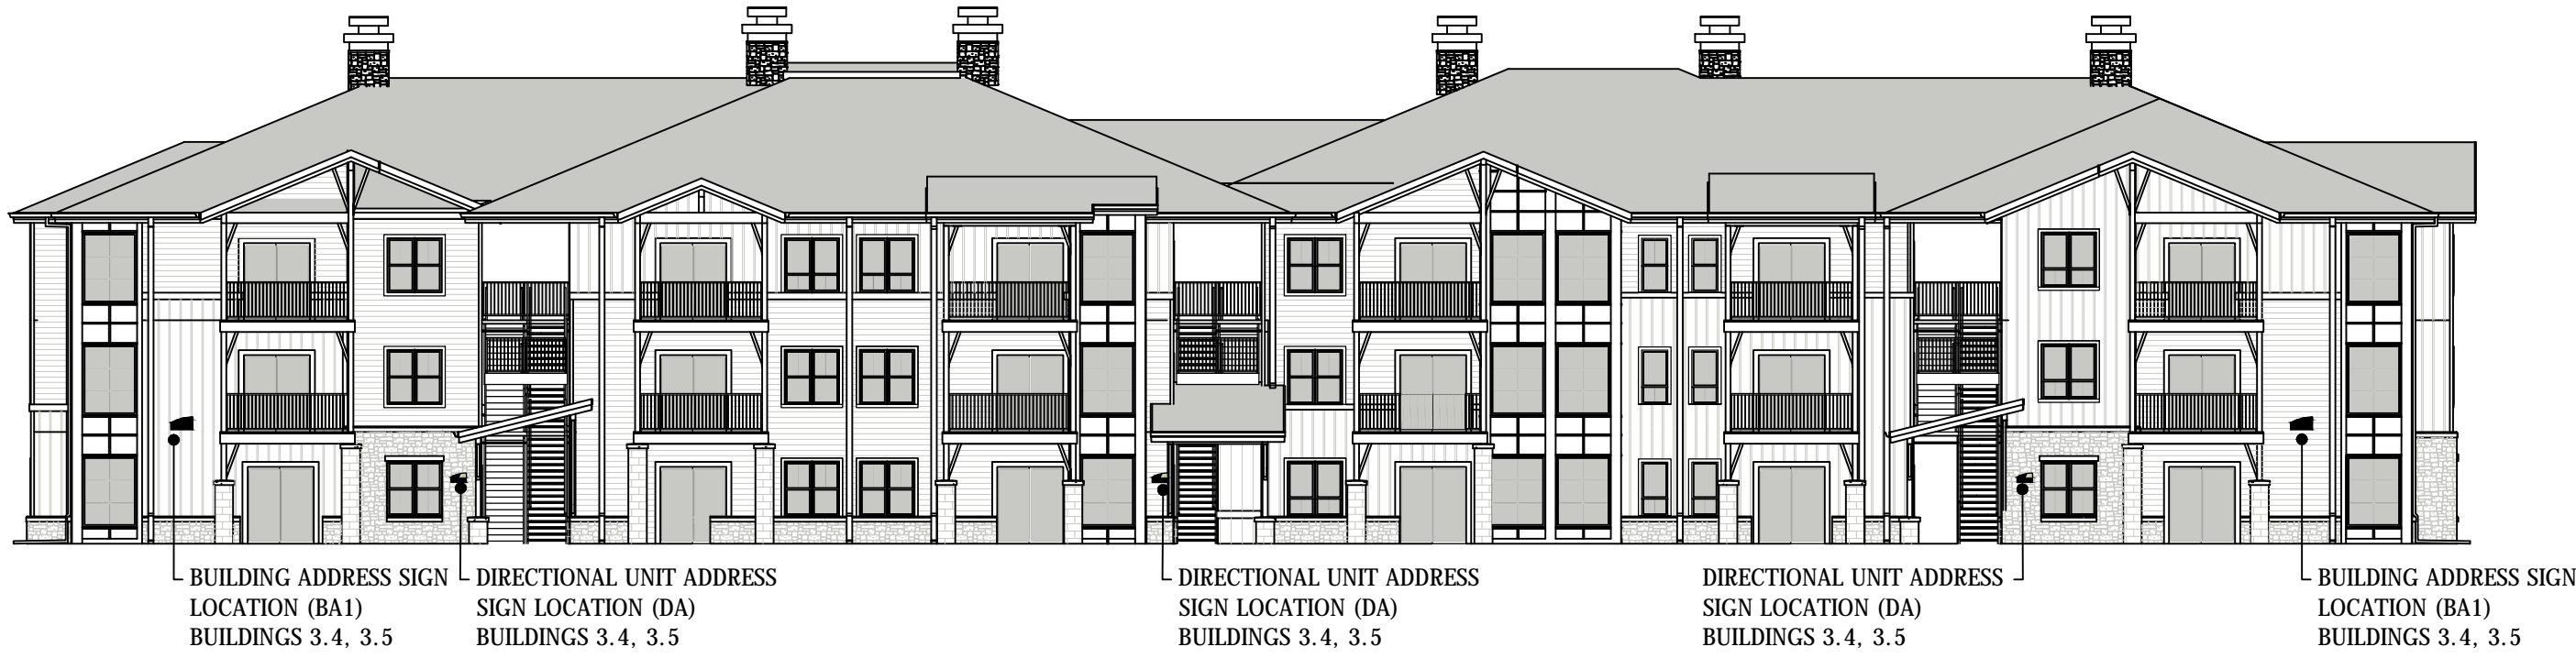 BUILDING ADDRESS SIGN
LOCATION (BA1)
BUILDINGS 3.4, 3.5
DIRECTIONAL UNIT ADDRESS
SIGN LOCATION (DA)
BUILDINGS 3.4, 3.5
DIRECTIONAL UNIT ADDRESS
SIGN LOCATION (DA)
BUILDINGS 3.4, 3.5
DIRECTIONAL UNIT ADDRESS
SIGN LOCATION (DA)
BUILDINGS 3.4, 3.5
BUILDING ADDRESS SIGN
LOCATION (BA1)
BUILDINGS 3.4, 3.5